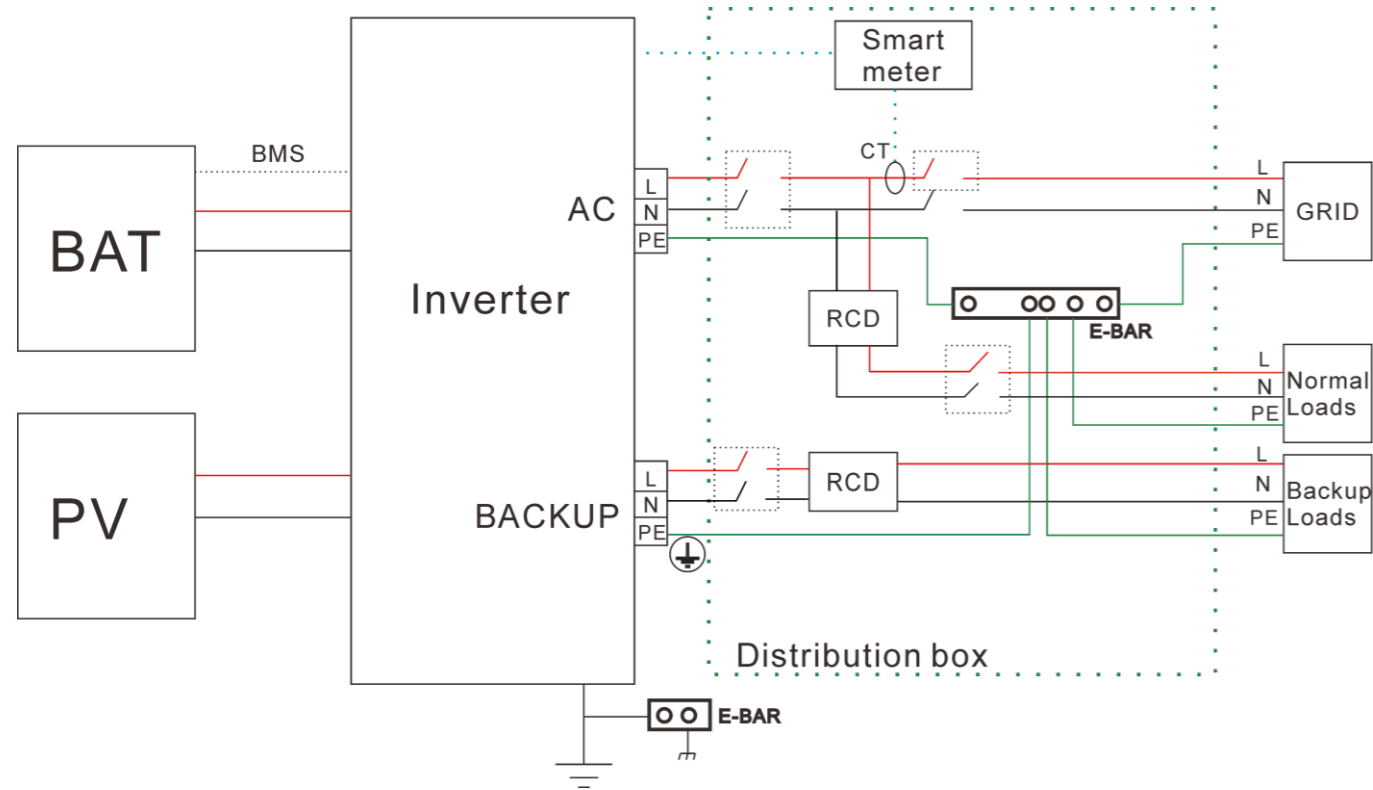 Smart
meter
BMS
CT
BAT
AC
L
N
PE
L
N
PE
GRID
Inverter
RCD
E-BAR
L
N
PE
Normal
Loads
PV
BACKUP
L
N
PE
RCD
L
N
PE
Backup
Loads
Distribution box
E-BAR